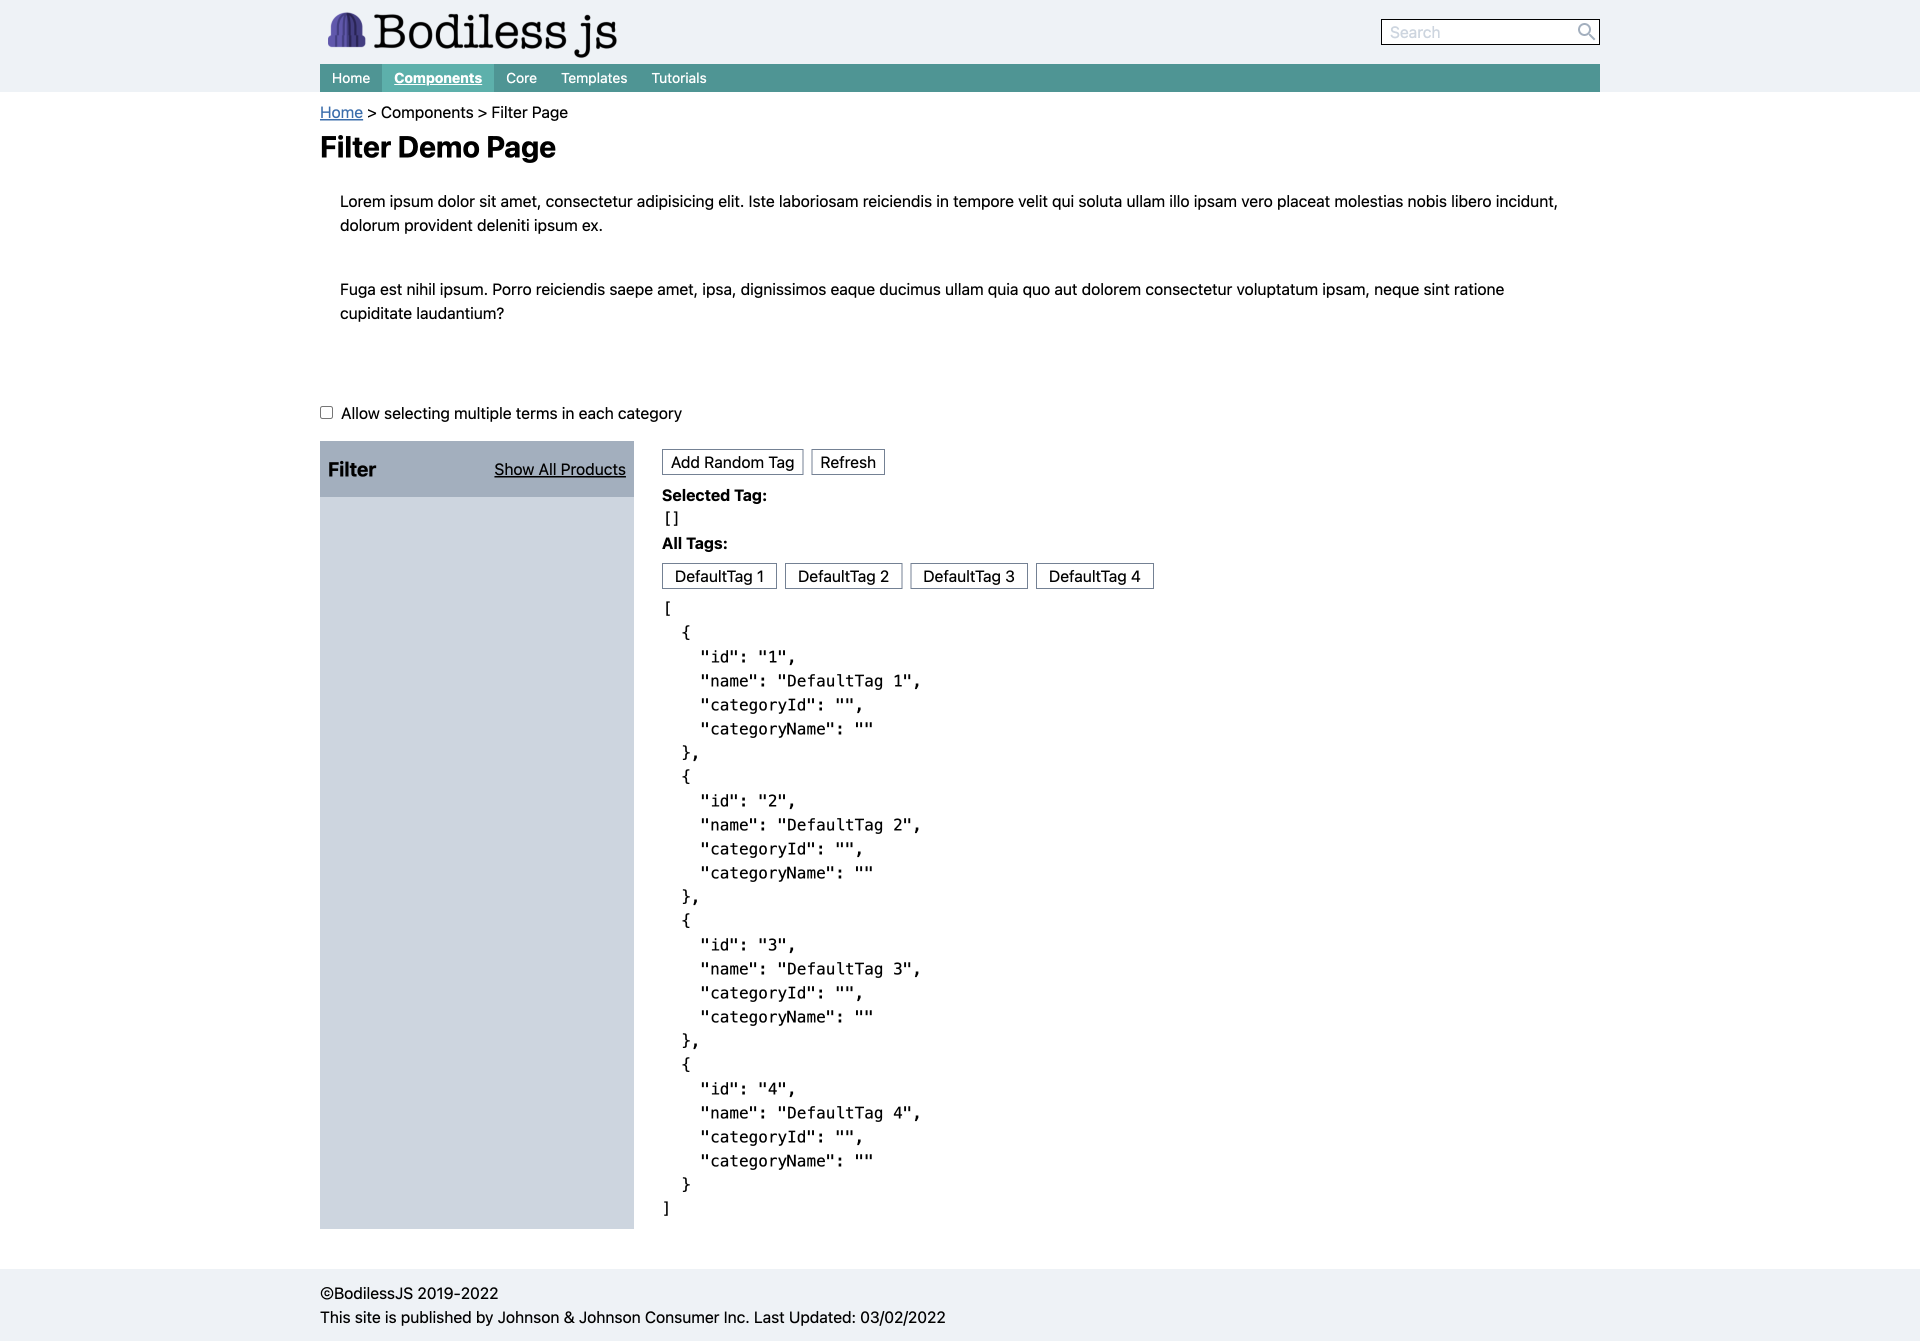 Bodiless js
Search
Home Components Core Templates Tutorials
Home > Components > Filter Page
Filter Demo Page
Lorem ipsum dolor sit amet, consectetur adipisicing elit. Iste laboriosam reiciendis in tempore velit qui soluta ullam illo ipsam vero placeat molestias nobis libero incidunt,
dolorum provident deleniti ipsum ex.
Fuga est nihil ipsum. Porro reiciendis saepe amet, ipsa, dignissimos eaque ducimus ullam quia quo aut dolorem consectetur voluptatum ipsam, neque sint ratione
cupiditate laudantium?
Allow selecting multiple terms in each category
Filter Show All Products
Add Random Tag Refresh
Selected Tag:
[]
All Tags:
DefaultTag 1 DefaultTag 2 DefaultTag 3 DefaultTag 4
[
  {
    "id": "1",
    "name": "DefaultTag 1",
    "categoryId": "",
    "categoryName": ""
  },
  {
    "id": "2",
    "name": "DefaultTag 2",
    "categoryId": "",
    "categoryName": ""
  },
  {
    "id": "3",
    "name": "DefaultTag 3",
    "categoryId": "",
    "categoryName": ""
  },
  {
    "id": "4",
    "name": "DefaultTag 4",
    "categoryId": "",
    "categoryName": ""
  }
]
©BodilessJS 2019-2022
This site is published by Johnson & Johnson Consumer Inc. Last Updated: 03/02/2022